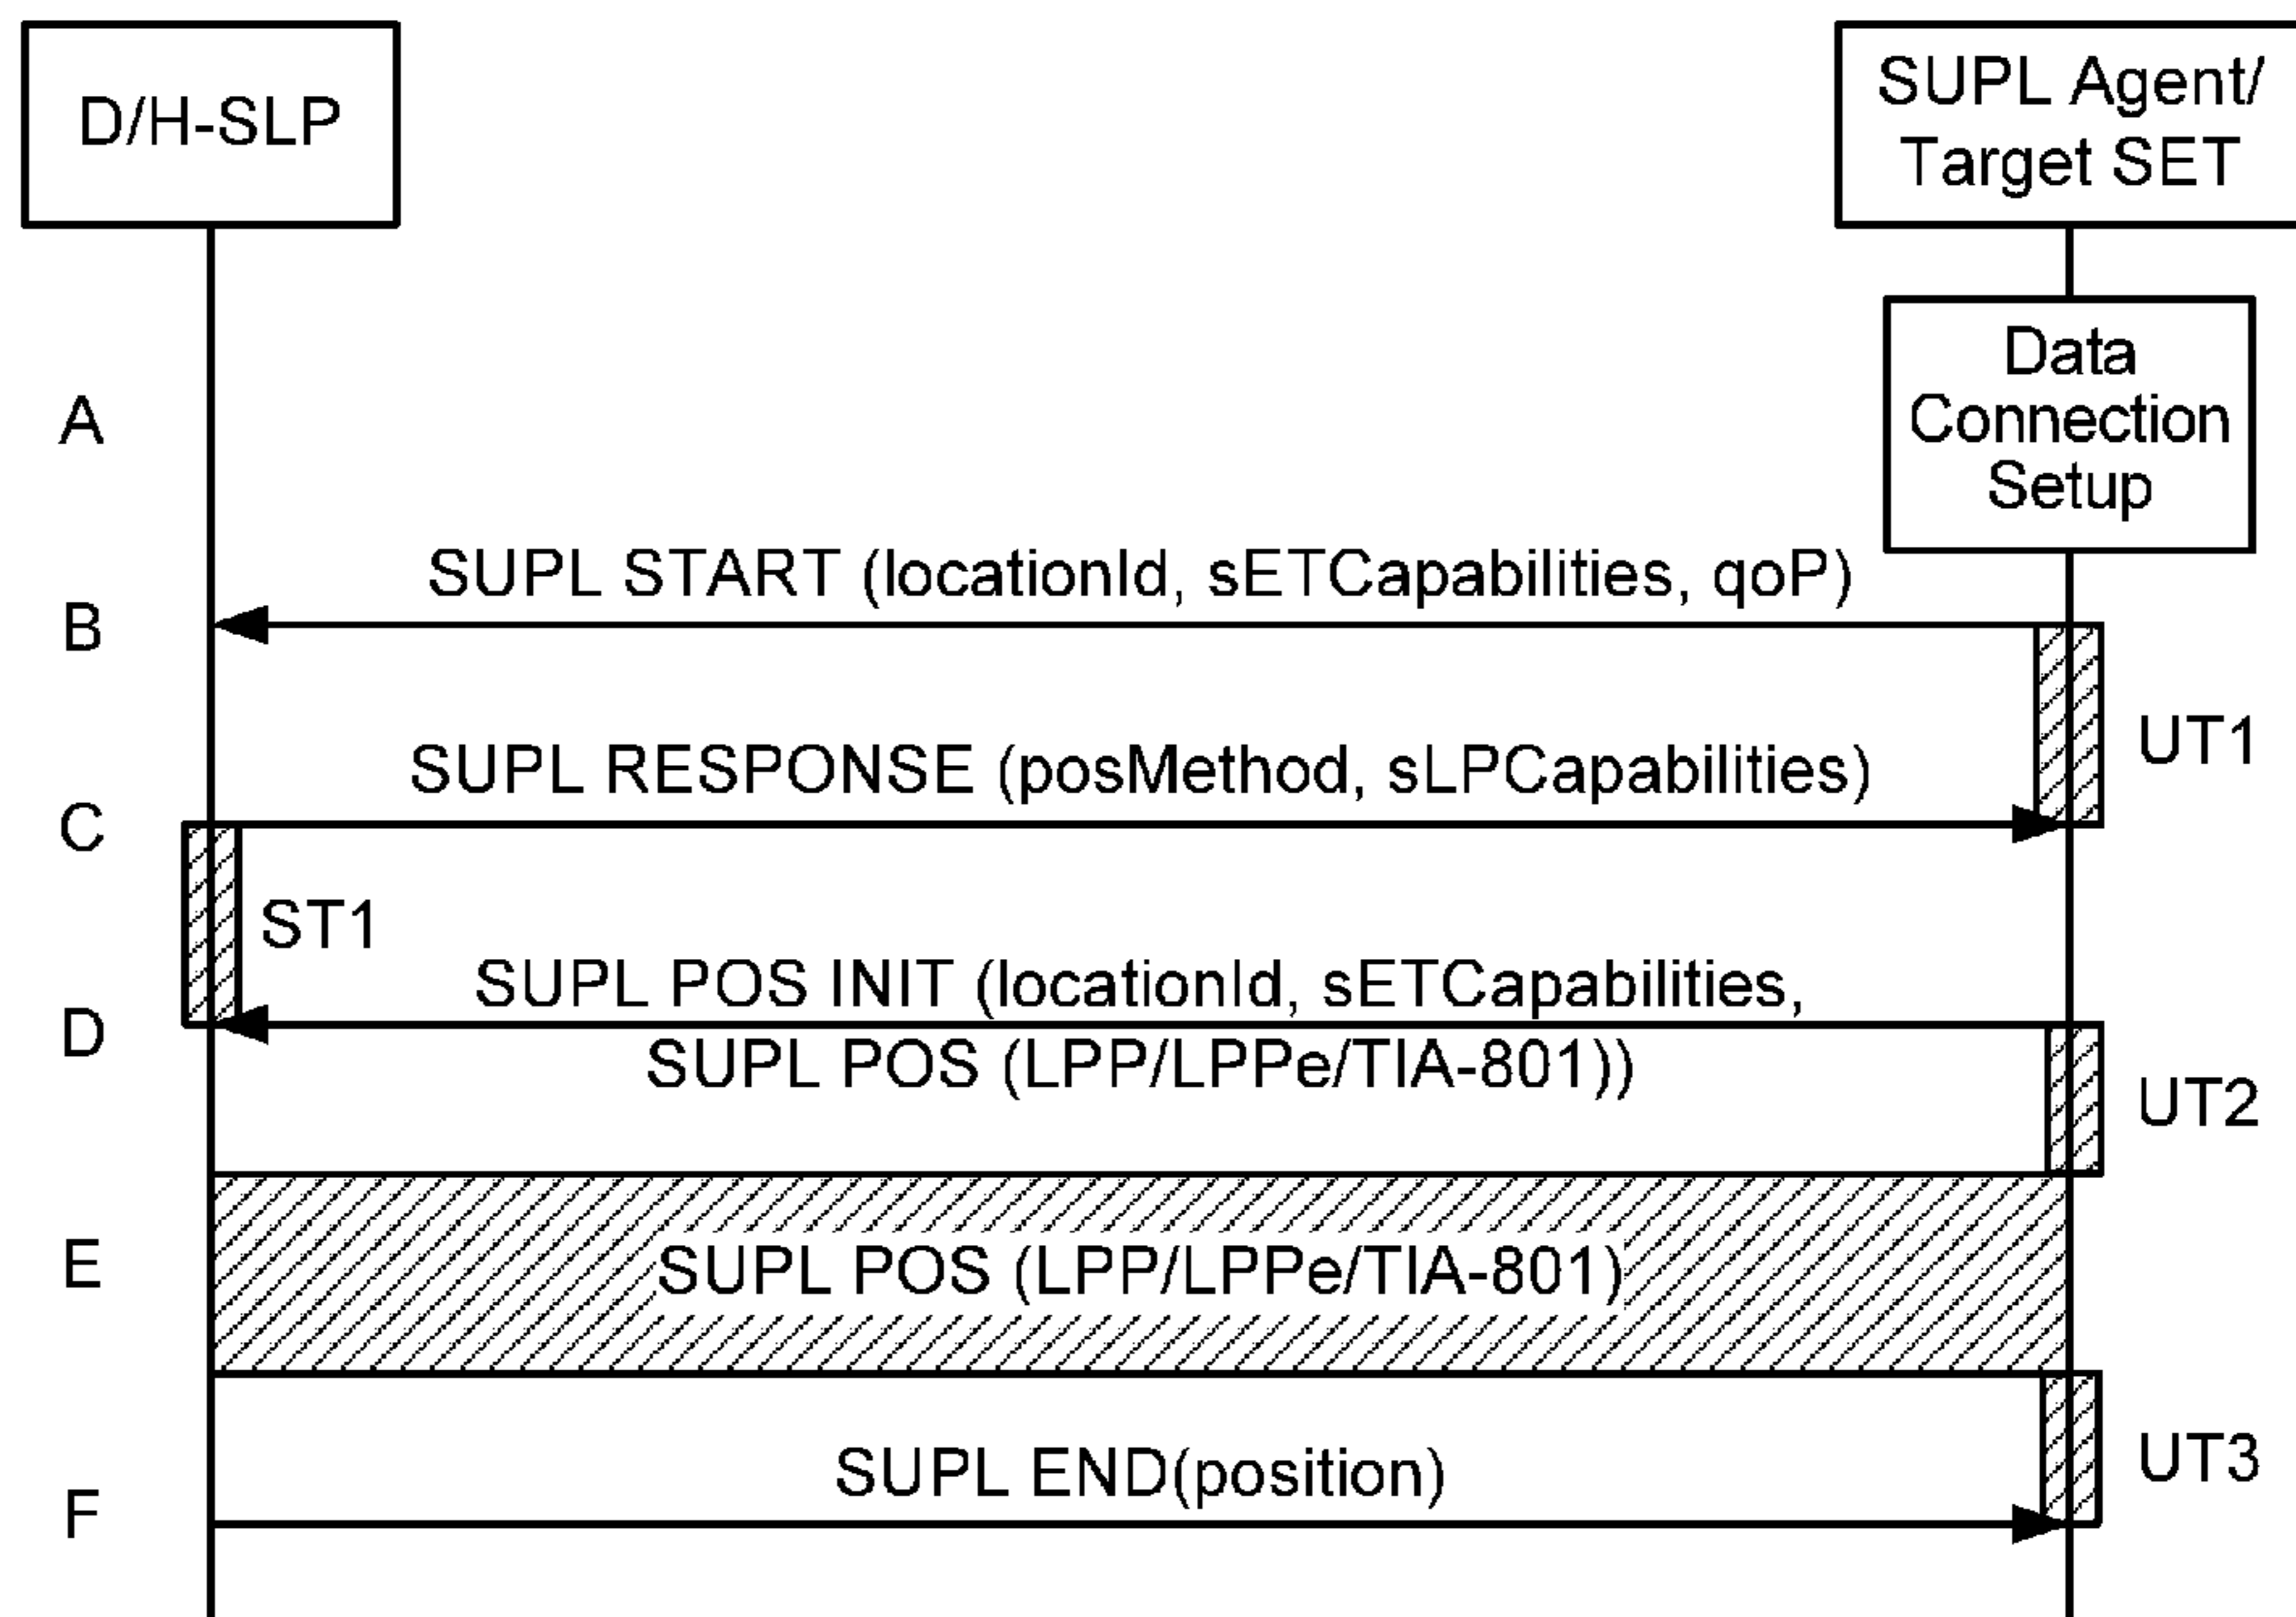 D/H-SLP
SUPL Agent/
Target SET
Data
Connection
Setup
A
SUPL START (locationId, sETCapabilities, qoP)
B
UT1
SUPL RESPONSE (posMethod, sLPCapabilities)
C
ST1
SUPL POS INIT (locationId, sETCapabilities,
D
SUPL POS (LPP/LPPe/TIA-801))
UT2
E
SUPL POS (LPP/LPPe/TIA-801)
UT3
SUPL END(position)
F